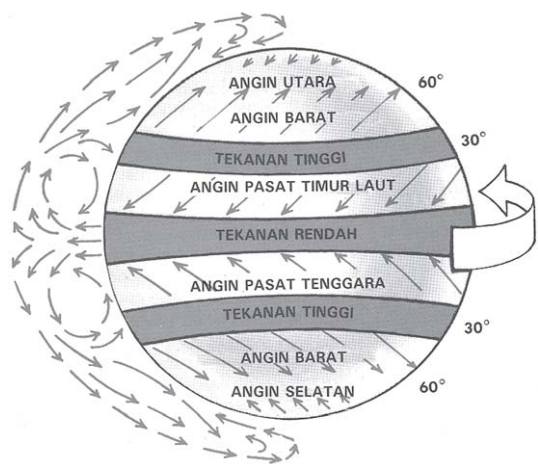 ANGIN UTARA
60°
ANGIN BARAT
30°
TEKANAN TINGGI
ANGIN PASAT TIMUR LAUT
TEKANAN RENDAH
ANGIN PASAT TENGGARA
TEKANAN TINGGI
30°
ANGIN BARAT
60°
ANGIN SELATAN